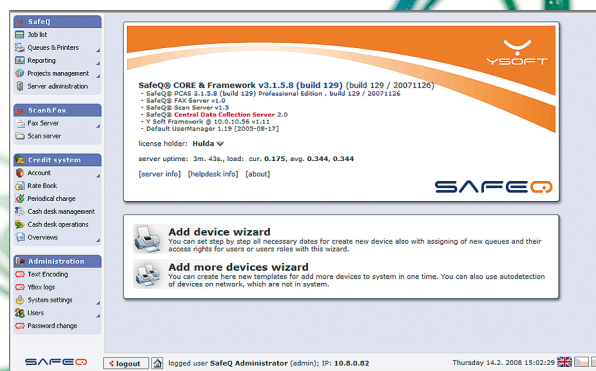 SafeQ
Job list
Queues & Printers
Reporting
Projects management
Server administration
Scan&Fax
Fax Server
Scan server
Credit system
Account
Rate Book
Periodical charge
Cash desk management
Cash desk operations
Overviews
Administration
Text Encoding
YBox logs
System settings
Users
Password change
SAFEQ
YSOFT
SafeQ® CORE & Framework v3.1.5.8 (build 129) (build 129 / 20071126)
- SafeQ® PCAS 3.1.5.8 (build 129) Professional Edition , build 129 / 20071126
- SafeQ® FAX Server v1.0
- SafeQ® Scan Server v1.5
- SafeQ® Central Data Collection Server 2.0
- Y Soft Framework @ 10.0.10.56 v1.11
- Default UserManager 1.19 [2005-08-17]
license holder: Hulda
server uptime: 3m. 43s., load: cur. 0.175, avg. 0.344, 0.344
[server info] [helpdesk info] [about]
SAFEQ
Add device wizard
You can set step by step all necessary dates for create new device also with assigning of new queues and their
access rights for users or users roles with this wizard.
Add more devices wizard
You can create here new templates for add more devices to system in one time. You can also use autodetection
of devices on network, which are not in system.
logout logged user SafeQ Administrator (admin); IP: 10.8.0.82 Thursday 14.2. 2008 15:02:29